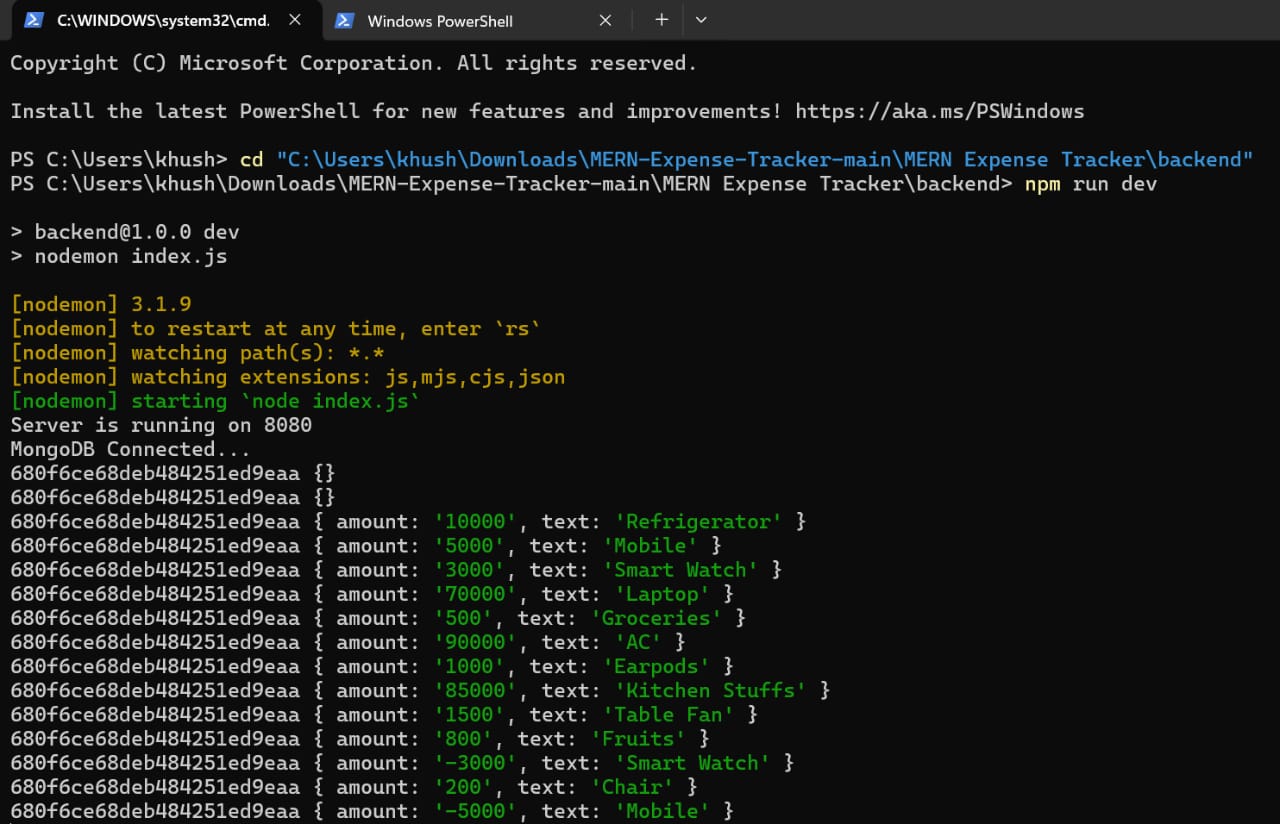 C:\WINDOWS\system32\cmd.
Windows PowerShell
Copyright (C) Microsoft Corporation. All rights reserved.
Install the latest PowerShell for new features and improvements! https://aka.ms/PSWindows
PS C:\Users\khush> cd "C:\Users\khush\Downloads\MERN-Expense-Tracker-main\MERN Expense Tracker\backend"
PS C:\Users\khush\Downloads\MERN-Expense-Tracker-main\MERN Expense Tracker\backend> npm run dev
> backend@1.0.0 dev
> nodemon index.js
[nodemon] 3.1.9
[nodemon] to restart at any time, enter `rs`
[nodemon] watching path(s): *.*
[nodemon] watching extensions: js,mjs,cjs,json
[nodemon] starting `node index.js`
Server is running on 8080
MongoDB Connected...
680f6ce68deb484251ed9eaa {}
680f6ce68deb484251ed9eaa {}
680f6ce68deb484251ed9eaa { amount: '10000', text: 'Refrigerator' }
680f6ce68deb484251ed9eaa { amount: '5000', text: 'Mobile' }
680f6ce68deb484251ed9eaa { amount: '3000', text: 'Smart Watch' }
680f6ce68deb484251ed9eaa { amount: '70000', text: 'Laptop' }
680f6ce68deb484251ed9eaa { amount: '500', text: 'Groceries' }
680f6ce68deb484251ed9eaa { amount: '90000', text: 'AC' }
680f6ce68deb484251ed9eaa { amount: '1000', text: 'Earpods' }
680f6ce68deb484251ed9eaa { amount: '85000', text: 'Kitchen Stuffs' }
680f6ce68deb484251ed9eaa { amount: '1500', text: 'Table Fan' }
680f6ce68deb484251ed9eaa { amount: '800', text: 'Fruits' }
680f6ce68deb484251ed9eaa { amount: '-3000', text: 'Smart Watch' }
680f6ce68deb484251ed9eaa { amount: '200', text: 'Chair' }
680f6ce68deb484251ed9eaa { amount: '-5000', text: 'Mobile' }